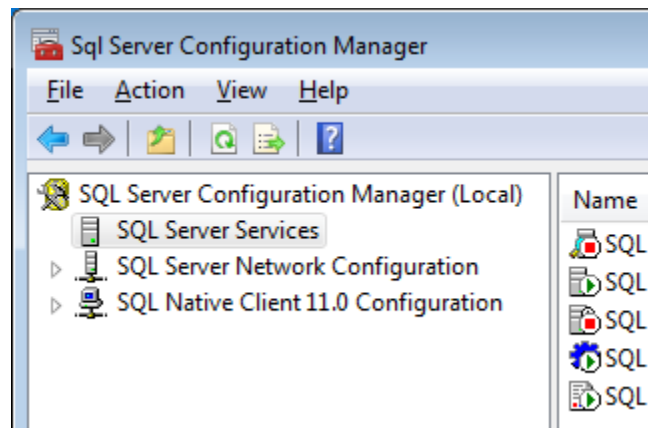 Sql Server Configuration Manager
File Action View Help
SQL Server Configuration Manager (Local)
SQL Server Services
SQL Server Network Configuration
SQL Native Client 11.0 Configuration
Name
SQL
SQL
SQL
SQL
SQL